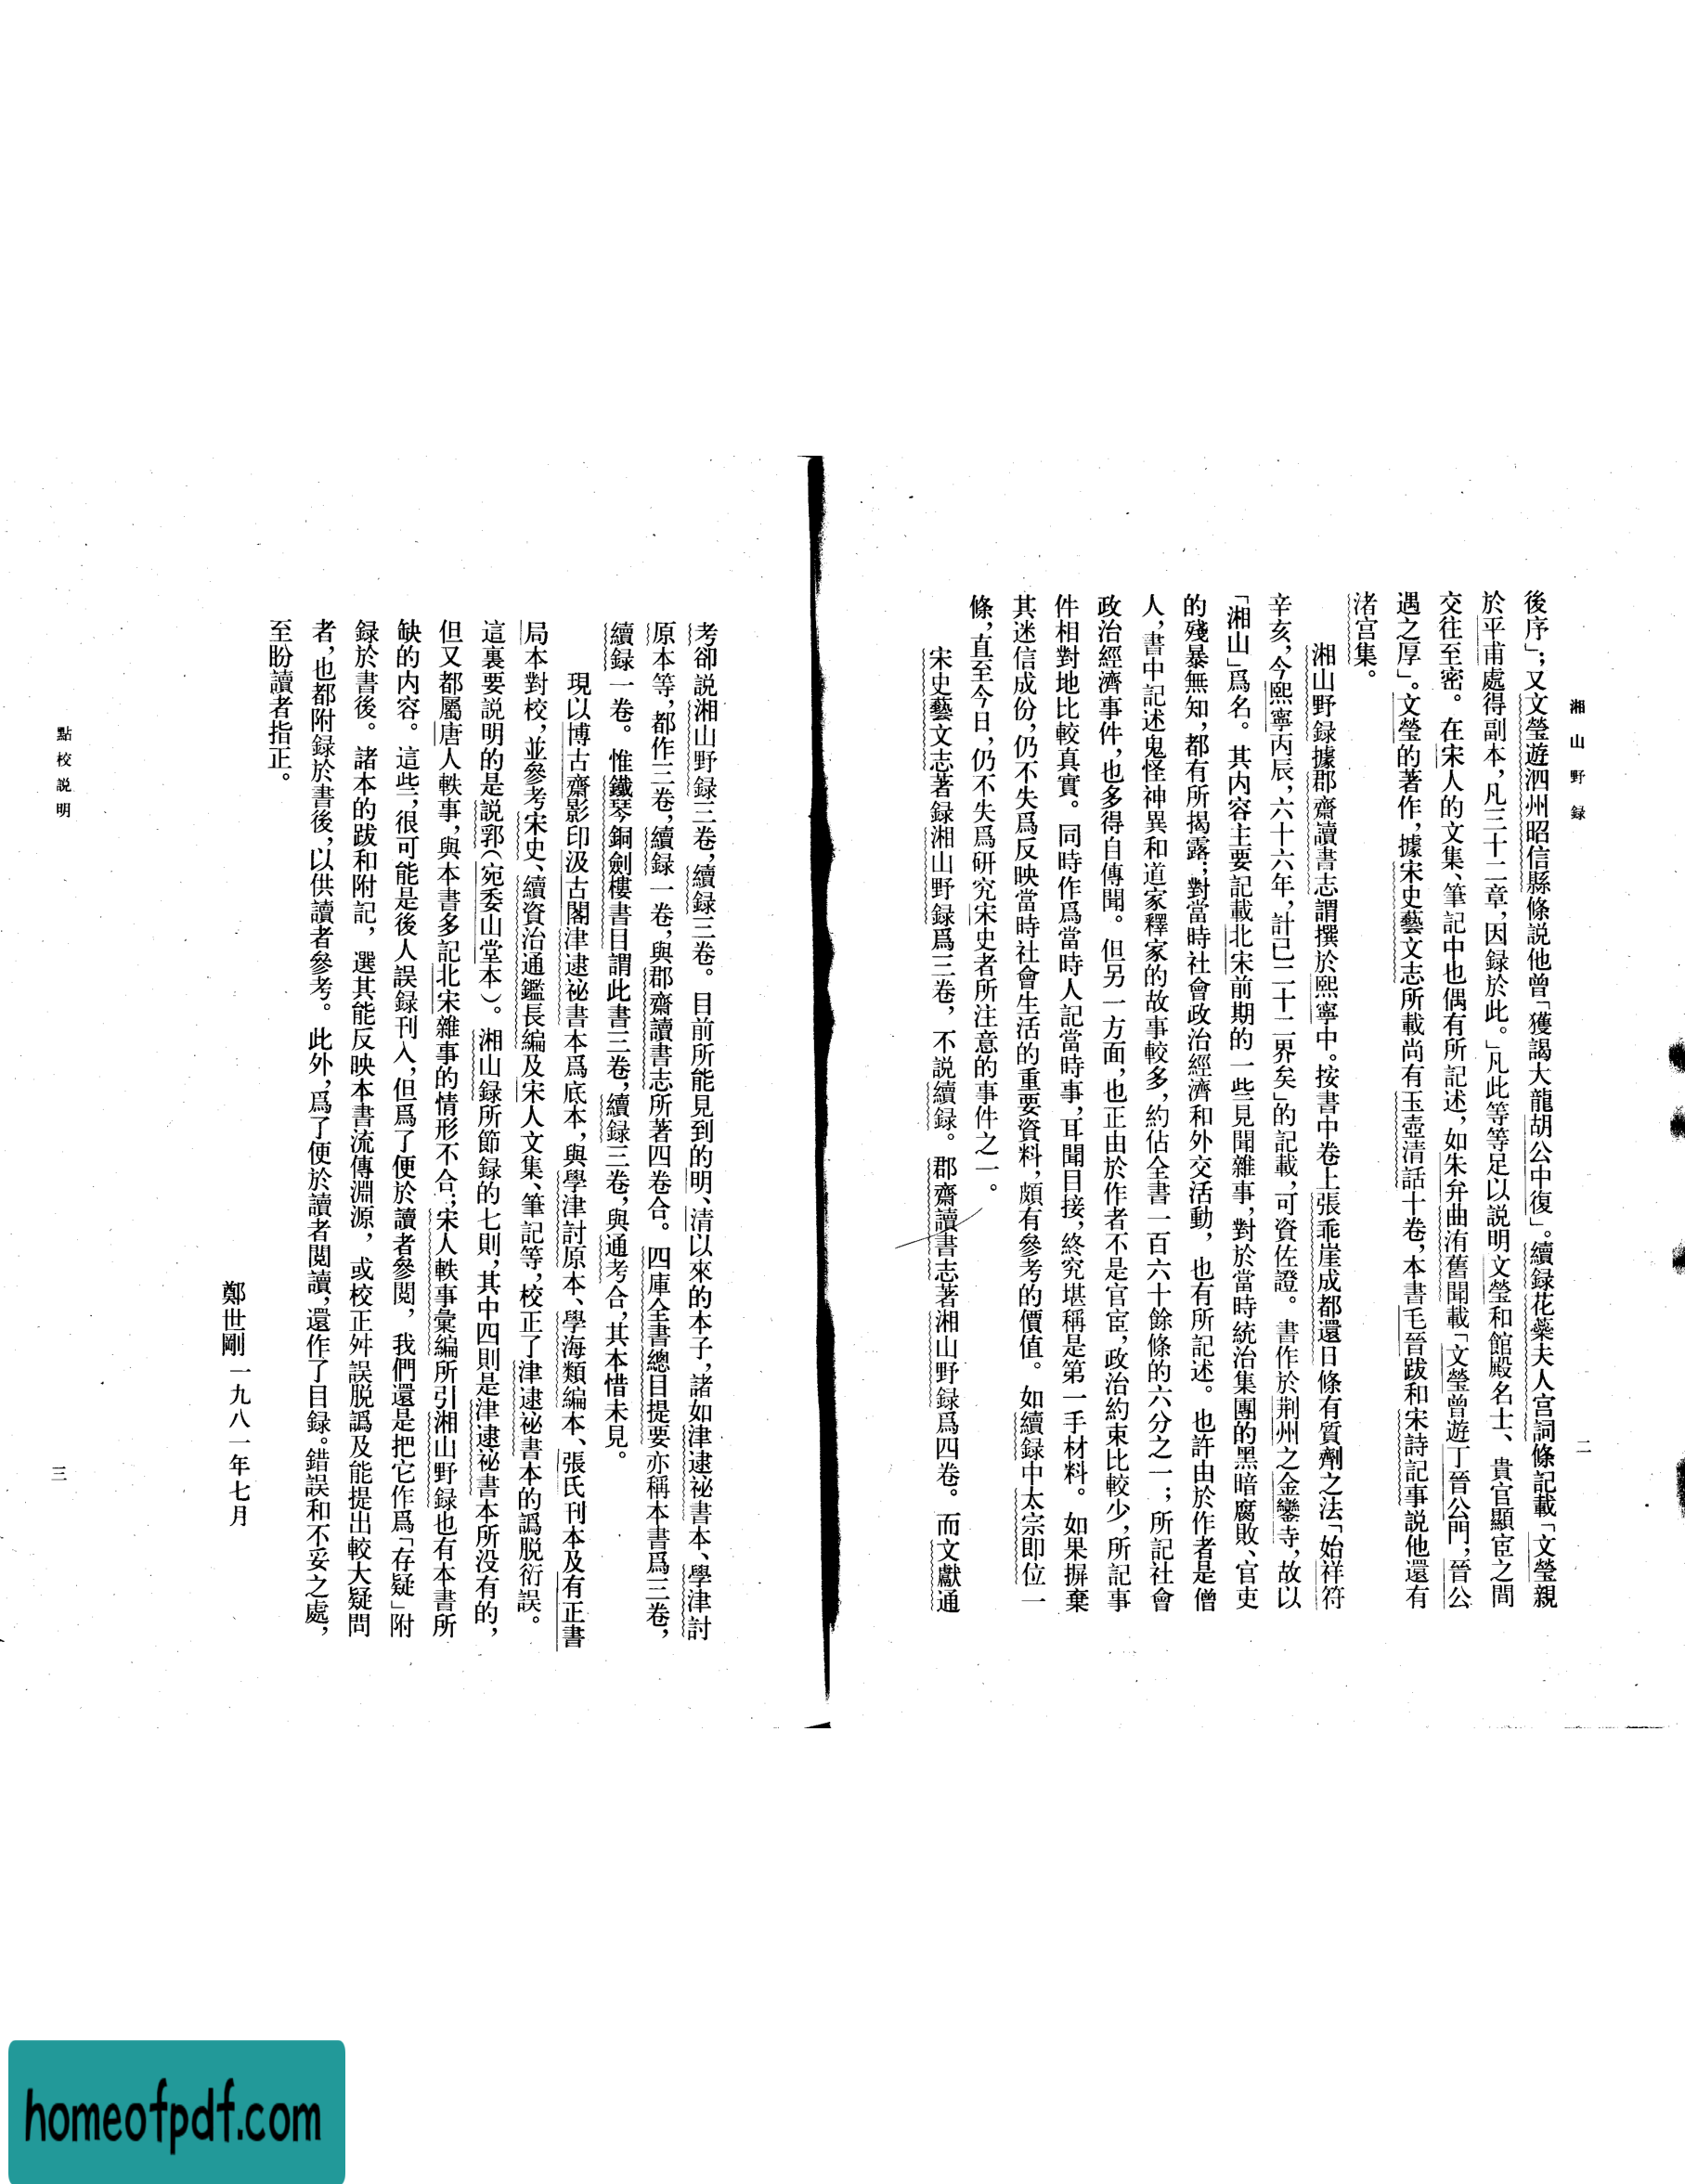 湘山野録
二
後序」；又文瑩遊泗州昭信縣條説他曾「獲謁大龍胡公中復」。續録花蘂夫人宫詞條記載「文瑩親
於平甫處得副本，凡三十二章，因録於此。」凡此等等足以説明文瑩和館殿名士、貴官顯宦之間
交往至密。在宋人的文集、筆記中也偶有所記述，如朱弁曲洧舊聞載「文瑩曾遊丁晉公門，晉公
遇之厚」。文瑩的著作，據宋史藝文志所載尚有玉壺清話十卷，本書毛晉跋和宋詩記事説他還有
渚宫集。
湘山野録據郡齋讀書志謂撰於熙寧中。按書中卷上張乖崖成都還日條有質劑之法「始祥符
辛亥，今熙寧丙辰，六十六年，計已二十二界矣」的記載，可資佐證。書作於荆州之金鑾寺，故以
「湘山」爲名。其内容主要記載北宋前期的一些見聞雜事，對於當時統治集團的黑暗腐敗、官吏
的殘暴無知，都有所揭露；對當時社會政治經濟和外交活動，也有所記述。也許由於作者是僧
人，書中記述鬼怪神異和道家釋家的故事較多，約佔全書一百六十餘條的六分之一；所記社會
政治經濟事件，也多得自傳聞。但另一方面，也正由於作者不是官宦，政治約束比較少，所記事
件相對地比較真實。同時作爲當時人記當時事，耳聞目接，終究堪稱是第一手材料。如果摒棄
其迷信成份，仍不失爲反映當時社會生活的重要資料，頗有參考的價值。如續録中太宗即位一
條，直至今日，仍不失爲研究宋史者所注意的事件之一。
宋史藝文志著録湘山野録爲三卷，不説續録。郡齋讀書志著湘山野録爲四卷。而文獻通
考卻説湘山野録三卷，續録三卷。目前所能見到的明、清以來的本子，諸如津逮祕書本、學津討
原本等，都作三卷，續録一卷，與郡齋讀書志所著四卷合。四庫全書總目提要亦稱本書爲三卷，
續録一卷。惟鐵琴銅劍樓書目謂此書三卷，續録三卷，與通考合，其本惜未見。
現以博古齋影印汲古閣津逮祕書本爲底本，與學津討原本、學海類編本、張氏刊本及有正書
局本對校，並參考宋史、續資治通鑑長編及宋人文集、筆記等，校正了津逮祕書本的譌脱衍誤。
這裏要説明的是説郛（宛委山堂本）。湘山録所節録的七則，其中四則是津逮祕書本所没有的，
但又都屬唐人軼事，與本書多記北宋雜事的情形不合；宋人軼事彙編所引湘山野録也有本書所
缺的内容。這些，很可能是後人誤録刊入，但爲了便於讀者參閲，我們還是把它作爲「存疑」附
録於書後。諸本的跋和附記，選其能反映本書流傳淵源，或校正舛誤脱譌及能提出較大疑問
者，也都附録於書後，以供讀者參考。此外，爲了便於讀者閲讀，還作了目録。錯誤和不妥之處，
至盼讀者指正。
鄭世剛一九八一年七月
點校説明
三
homeofpdf.com